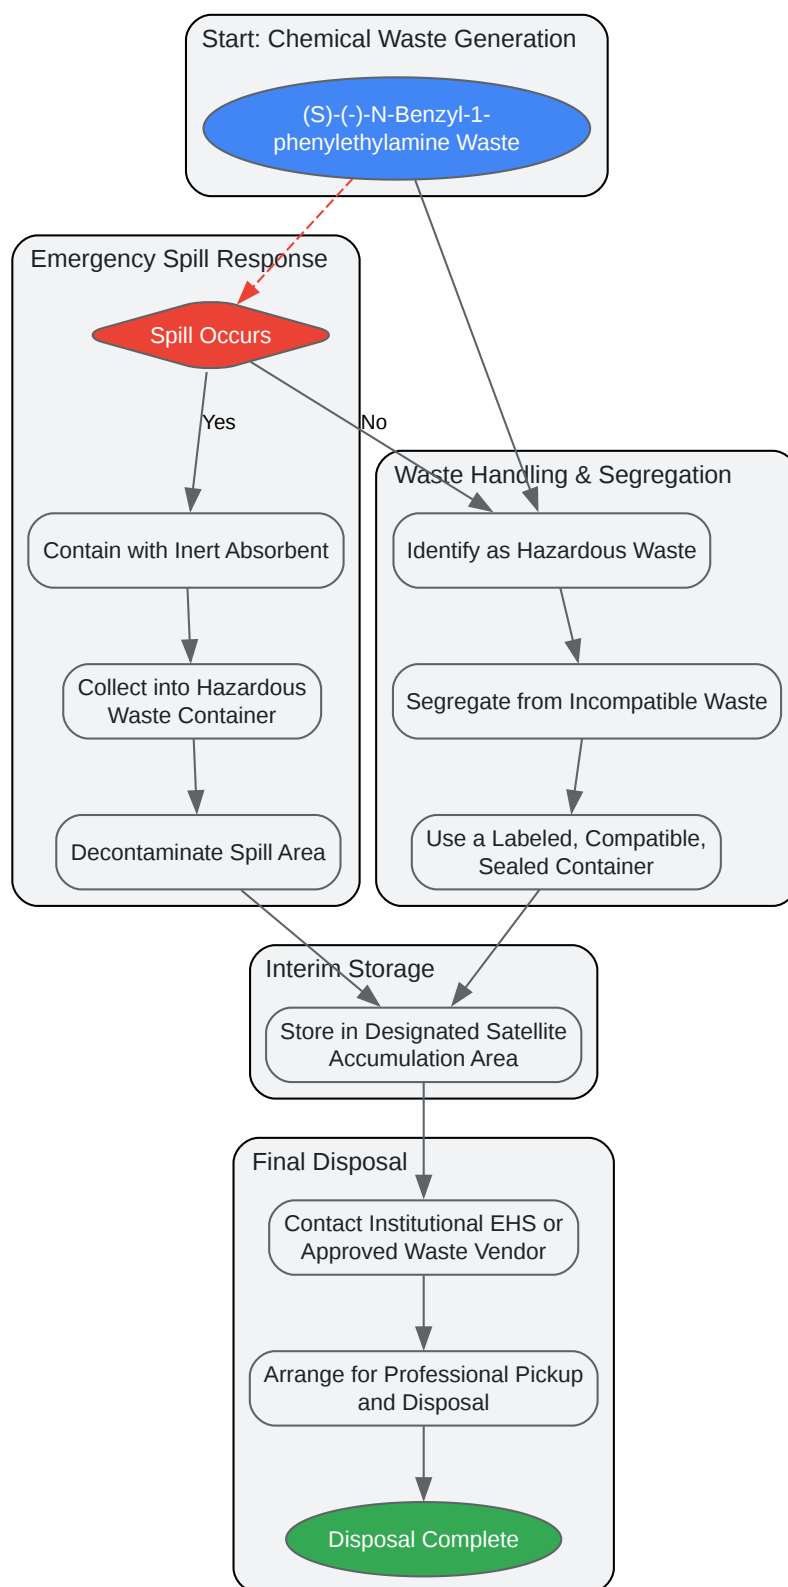 Start: Chemical Waste Generation
(S)-(-)-N-Benzyl-1-
phenylethylamine Waste
Emergency Spill Response
Spill Occurs
Yes
No
Waste Handling & Segregation
Contain with Inert Absorbent
Identify as Hazardous Waste
Collect into Hazardous
Waste Container
Segregate from Incompatible Waste
Decontaminate Spill Area
Use a Labeled, Compatible,
Sealed Container
Interim Storage
Store in Designated Satellite
Accumulation Area
Final Disposal
Contact Institutional EHS or
Approved Waste Vendor
Arrange for Professional Pickup
and Disposal
Disposal Complete